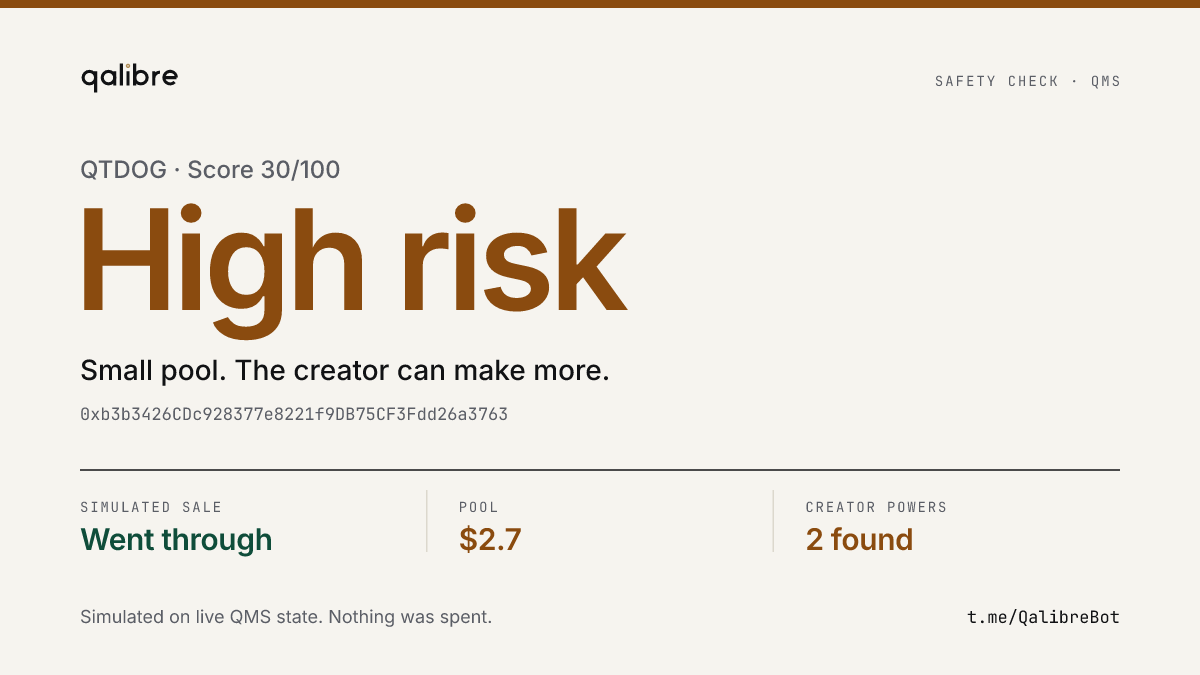 qalibre
SAFETY CHECK · QMS
QTDOG · Score 30/100
High risk
Small pool. The creator can make more.
0xb3b3426CDc928377e8221f9DB75CF3Fdd26a3763
SIMULATED SALE
Went through
POOL
$2.7
CREATOR POWERS
2 found
Simulated on live QMS state. Nothing was spent.
t.me/QalibreBot